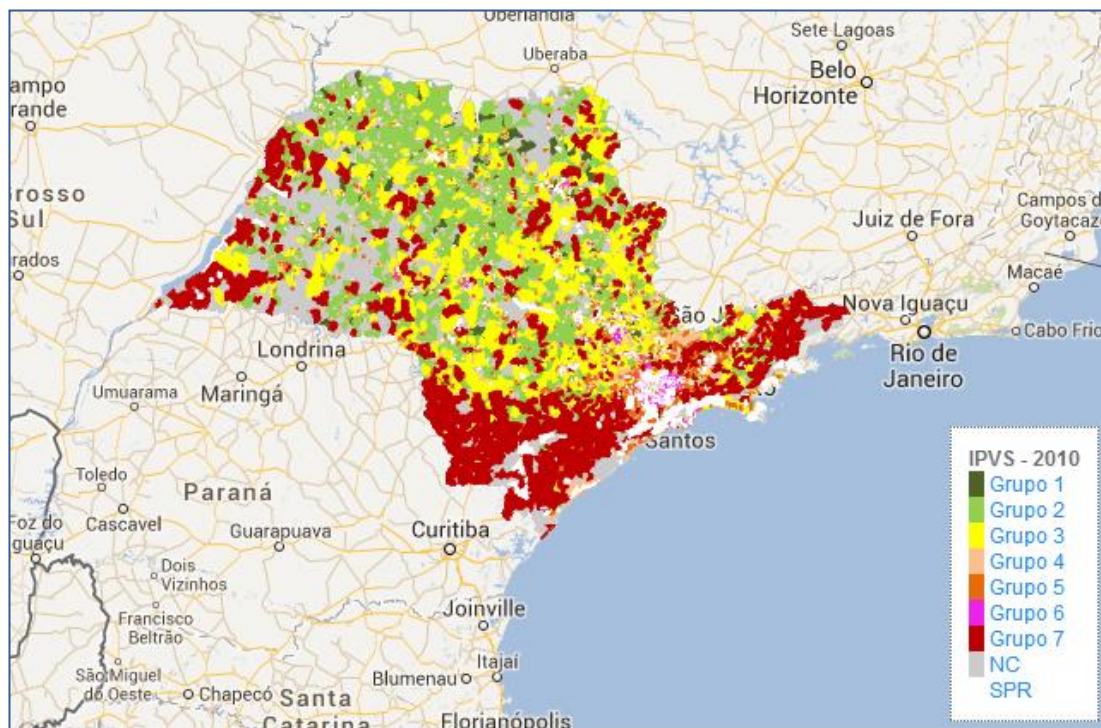 Uberlândia
Sete Lagoas
Uberaba
Belo
Horizonte
ampo
rande
rosso
Sul
Juiz de Fora
Campos d
Goytacaze
rados
Macaé
São J
Nova Iguaçu
Cabo Frio
Rio de
Janeiro
Londrina
Maringá
Umuarama
Santos
Toledo
Paraná
Cascavel
Foz do
guaçu
Guarapuava
Curitiba
Dois
Vizinhos
Francisco
Beltrão
Joinville
São Miguel
do Oeste
Chapecó
Itajaí
Blumenau
Santa
Catarina
Florianópolis
IPVS - 2010
Grupo 1
Grupo 2
Grupo 3
Grupo 4
Grupo 5
Grupo 6
Grupo 7
NC
SPR